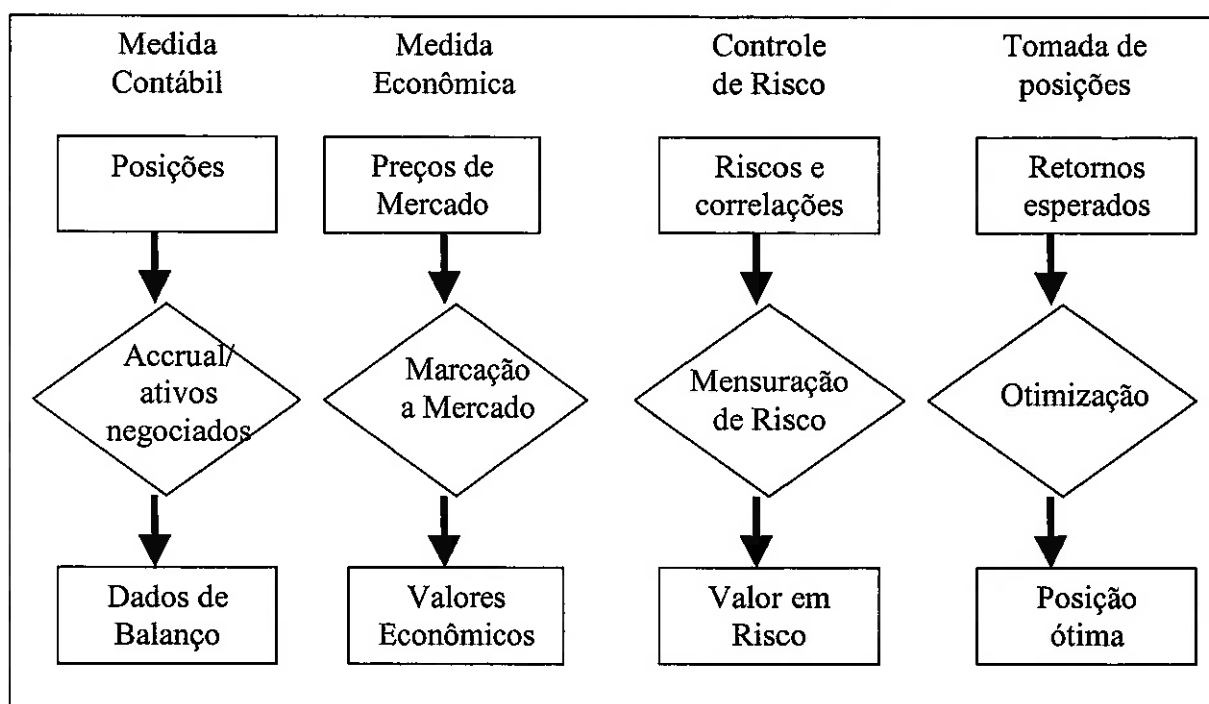 Medida
Contábil
Medida
Econômica
Controle
de Risco
Tomada de
posições
Posições
Preços de
Mercado
Riscos e
correlações
Retornos
esperados
Accrual/
ativos
negociados
Marcação
a Mercado
Mensuração
de Risco
Otimização
Dados de
Balanço
Valores
Econômicos
Valor em
Risco
Posição
ótima